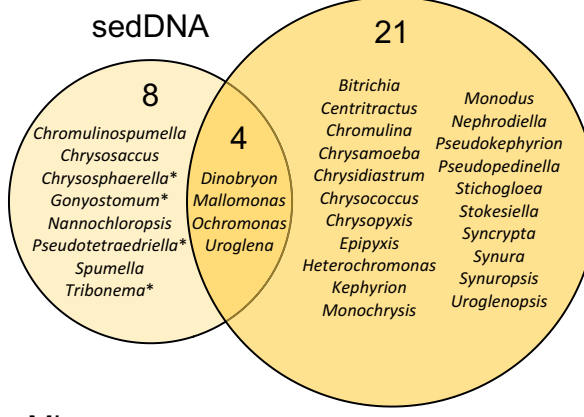 sedDNA
21
8
4
Chromulinospumella
Chrysosaccus
Chrysosphaerella*
Gonyostomum*
Nannochloropsis
Pseudotetraedriella*
Spumella
Tribonema*
Dinobryon
Mallomonas
Ochromonas
Uroglena
Bitrichia
Centritractus
Chromulina
Chrysamoeba
Chrysidiastrum
Chrysococcus
Chrysopyxis
Epipyxis
Heterochromonas
Kephyrion
Monochrysis
Monodus
Nephrodiella
Pseudokephyrion
Pseudopedinella
Stichogloea
Stokesiella
Syncrypta
Synura
Synuropsis
Uroglenopsis